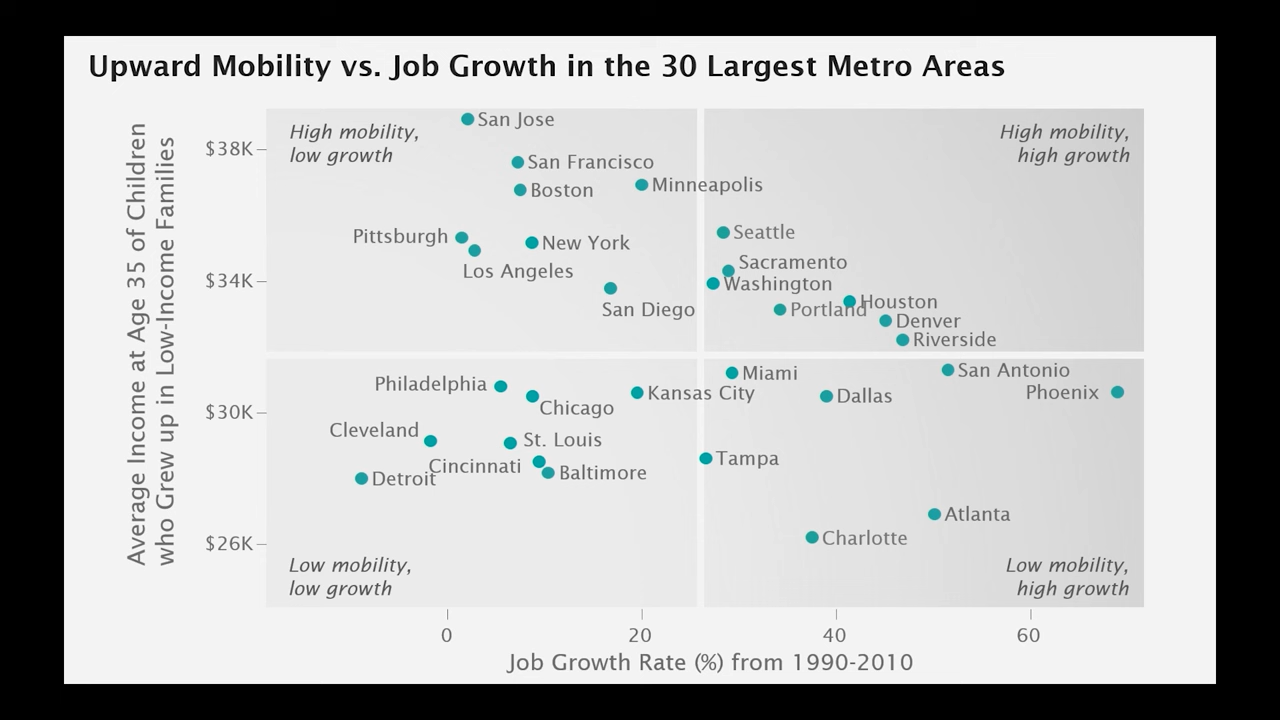 Upward Mobility vs. Job Growth in the 30 Largest Metro Areas
Average Income at Age 35 of Children
who Grew up in Low-Income Families
$38K
$34K
$30K
$26K
High mobility,
low growth
High mobility,
high growth
San Jose
San Francisco
Boston
Minneapolis
Pittsburgh
New York
Seattle
Los Angeles
Sacramento
Washington
San Diego
Houston
Portland
Denver
Riverside
Philadelphia
Miami
San Antonio
Chicago
Kansas City
Dallas
Phoenix
Cleveland
St. Louis
Cincinnati
Baltimore
Tampa
Detroit
Atlanta
Charlotte
Low mobility,
low growth
Low mobility,
high growth
0
20
40
60
Job Growth Rate (%) from 1990-2010